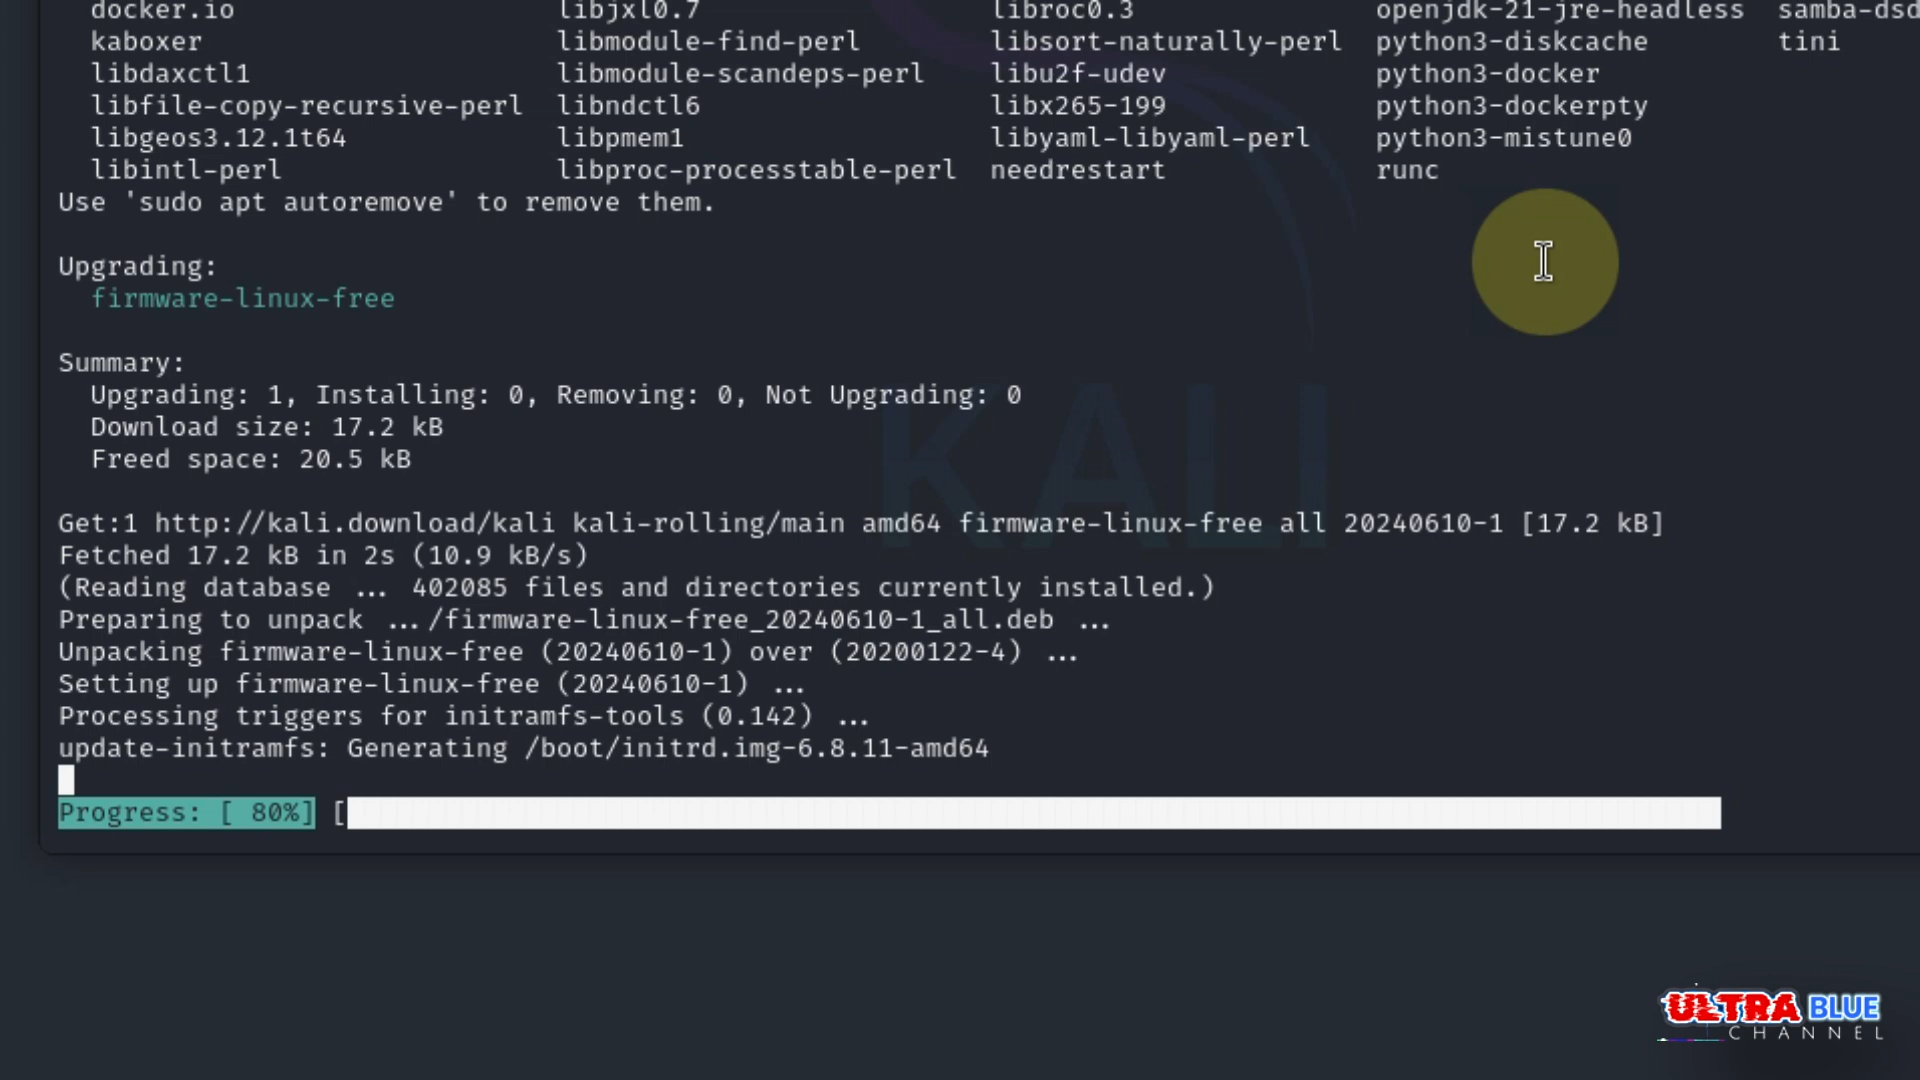 docker.io libjxl0.7 libroc0.3 openjdk-21-jre-headless samba-dsd
kaboxer libmodule-find-perl libsort-naturally-perl python3-diskcache tini
libdaxctl1 libmodule-scandeps-perl libu2f-udev python3-docker
libfile-copy-recursive-perl libndctl6 libx265-199 python3-dockerpty
libgeos3.12.1t64 libpmem1 libyaml-libyaml-perl python3-mistune0
libintl-perl libproc-processtable-perl needrestart runc
Use 'sudo apt autoremove' to remove them.
Upgrading:
firmware-linux-free
Summary:
Upgrading: 1, Installing: 0, Removing: 0, Not Upgrading: 0
Download size: 17.2 kB
Freed space: 20.5 kB
KALI
Get:1 http://kali.download/kali kali-rolling/main amd64 firmware-linux-free all 20240610-1 [17.2 kB]
Fetched 17.2 kB in 2s (10.9 kB/s)
(Reading database ... 402085 files and directories currently installed.)
Preparing to unpack .../firmware-linux-free_20240610-1_all.deb ...
Unpacking firmware-linux-free (20240610-1) over (20200122-4) ...
Setting up firmware-linux-free (20240610-1) ...
Processing triggers for initramfs-tools (0.142) ...
update-initramfs: Generating /boot/initrd.img-6.8.11-amd64
Progress: [ 80%] [
ULTRA BLUE
CHANNEL